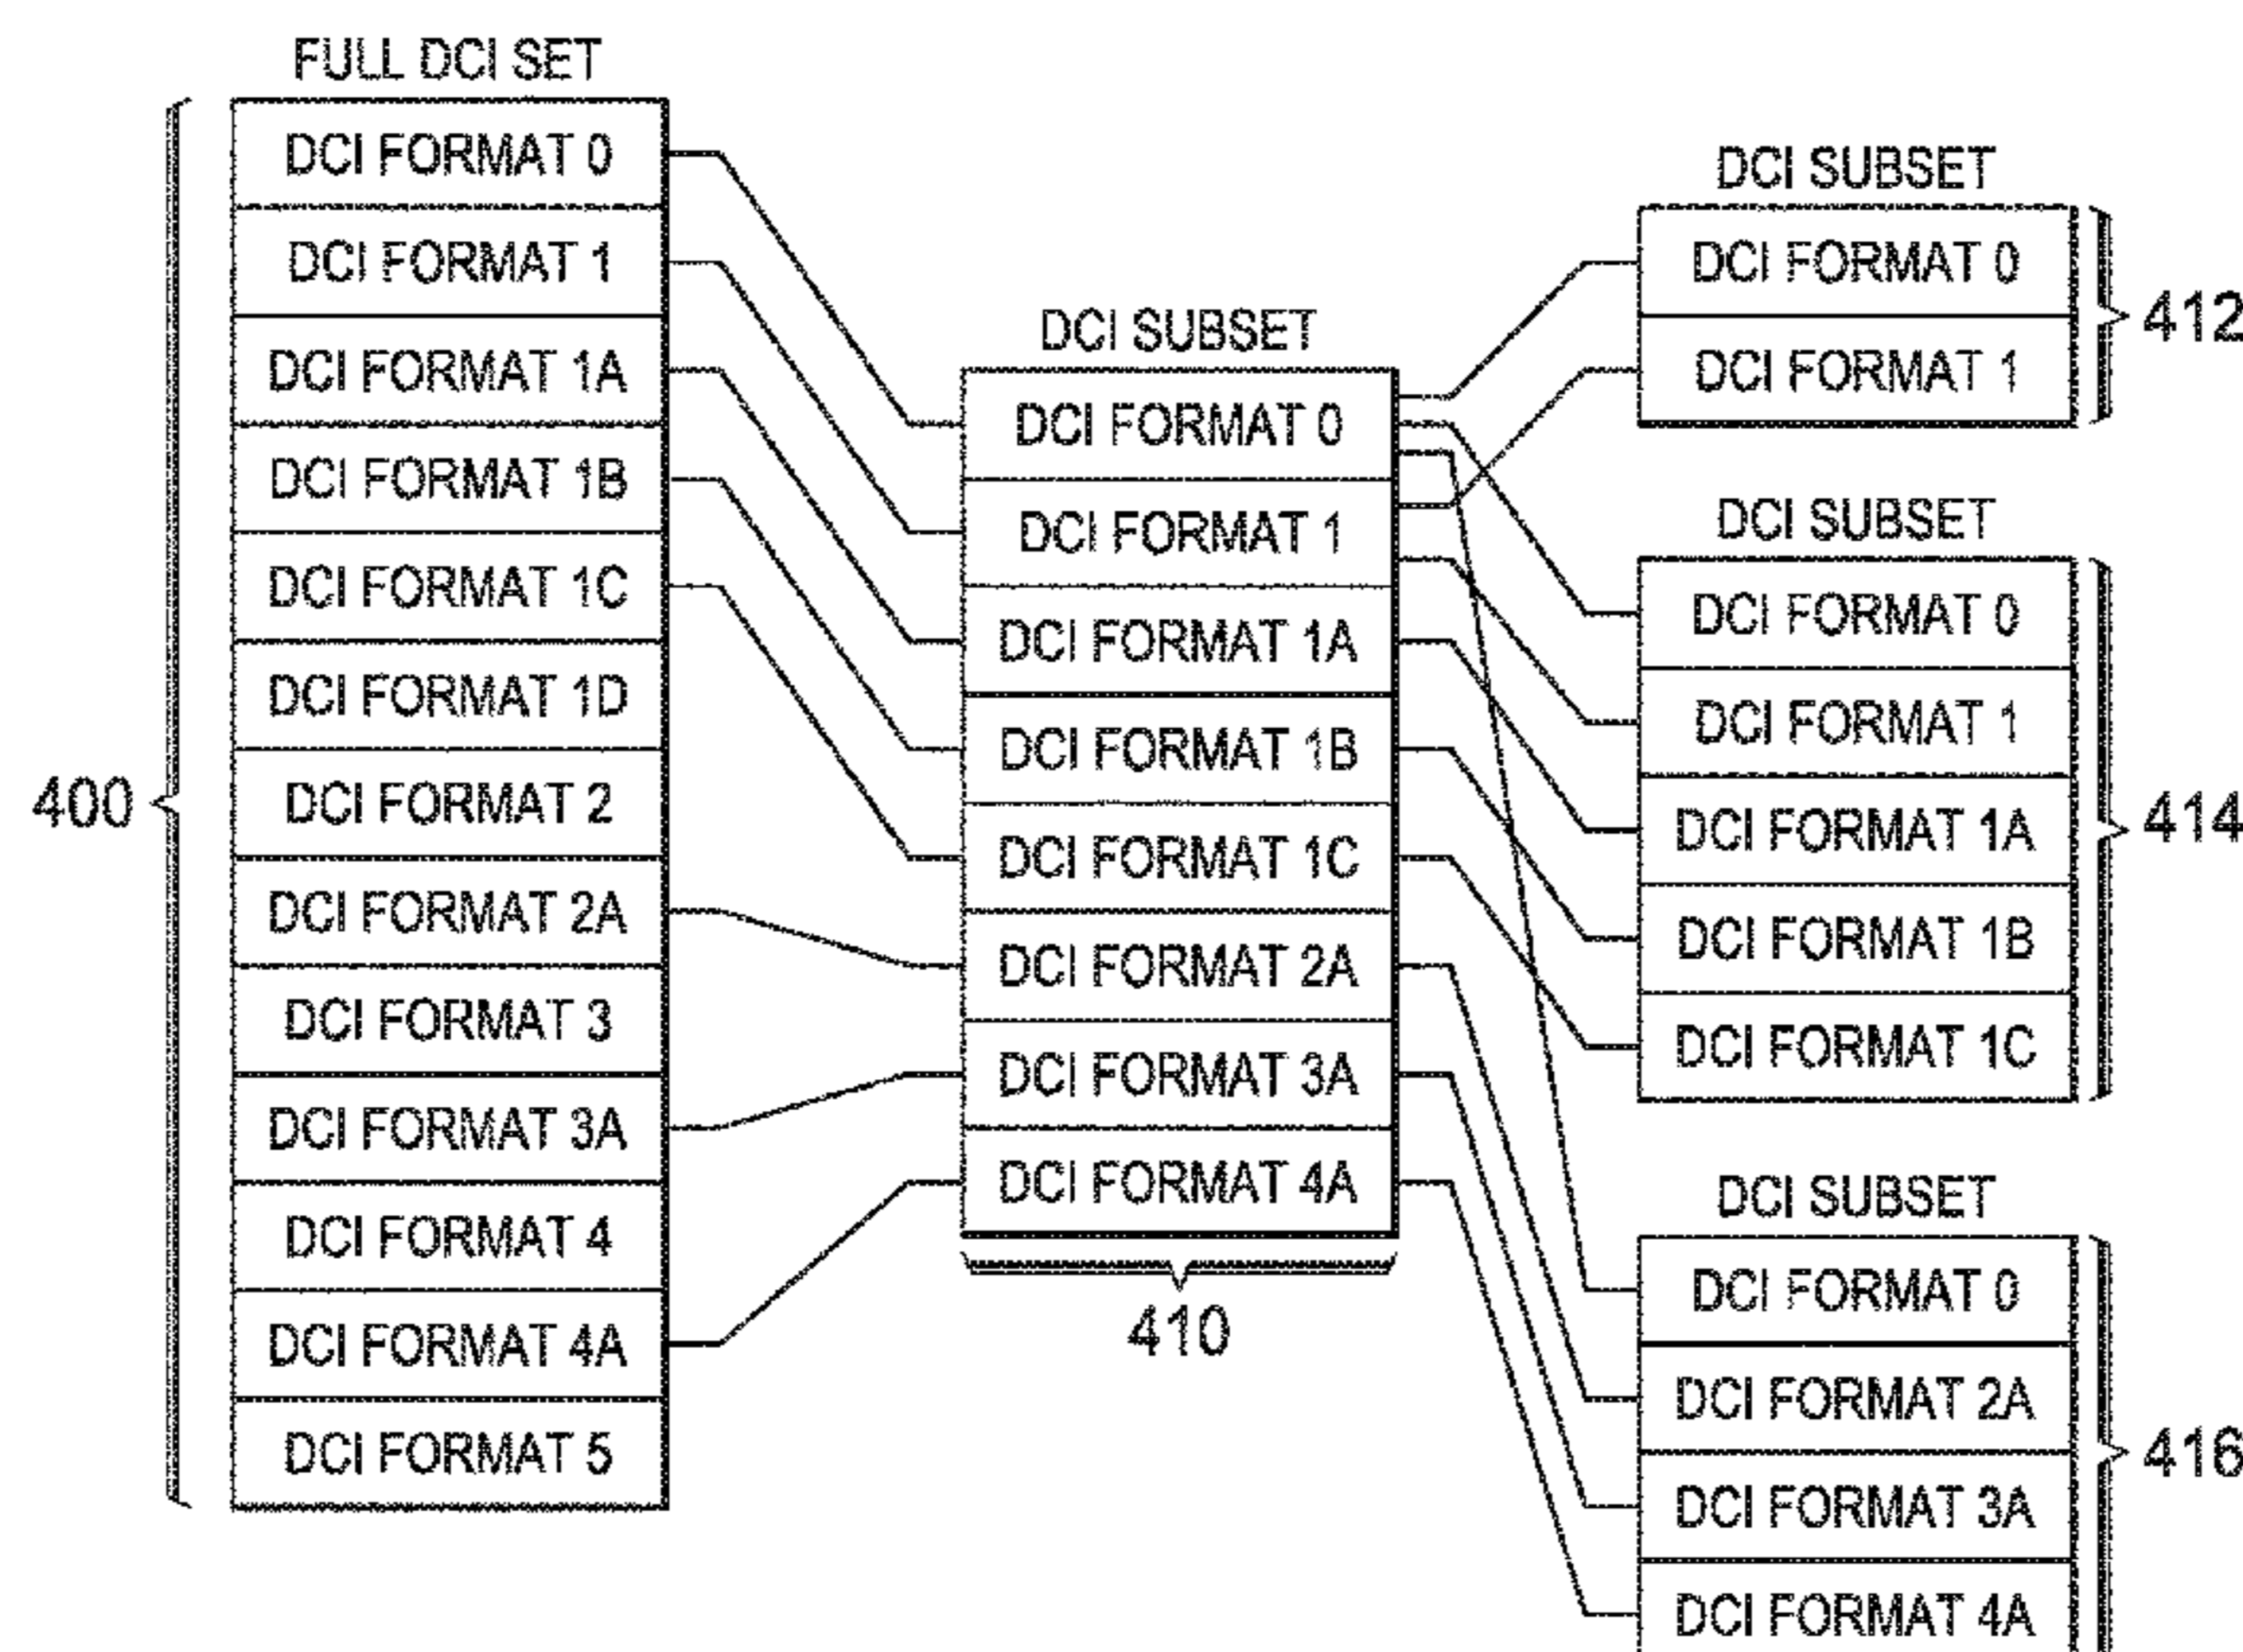 FULL DCI SET
DCI FORMAT 0
DCI FORMAT 1
DCI FORMAT 1A
DCI FORMAT 1B
DCI FORMAT 1C
DCI FORMAT 1D
DCI FORMAT 2
DCI FORMAT 2A
DCI FORMAT 3
DCI FORMAT 3A
DCI FORMAT 4
DCI FORMAT 4A
DCI FORMAT 5
400
DCI SUBSET
DCI FORMAT 0
DCI FORMAT 1
DCI FORMAT 1A
DCI FORMAT 1B
DCI FORMAT 1C
DCI FORMAT 2A
DCI FORMAT 3A
DCI FORMAT 4A
410
DCI SUBSET
DCI FORMAT 0
DCI FORMAT 1
412
DCI SUBSET
DCI FORMAT 0
DCI FORMAT 1
DCI FORMAT 1A
DCI FORMAT 1B
DCI FORMAT 1C
414
DCI SUBSET
DCI FORMAT 0
DCI FORMAT 2A
DCI FORMAT 3A
DCI FORMAT 4A
416